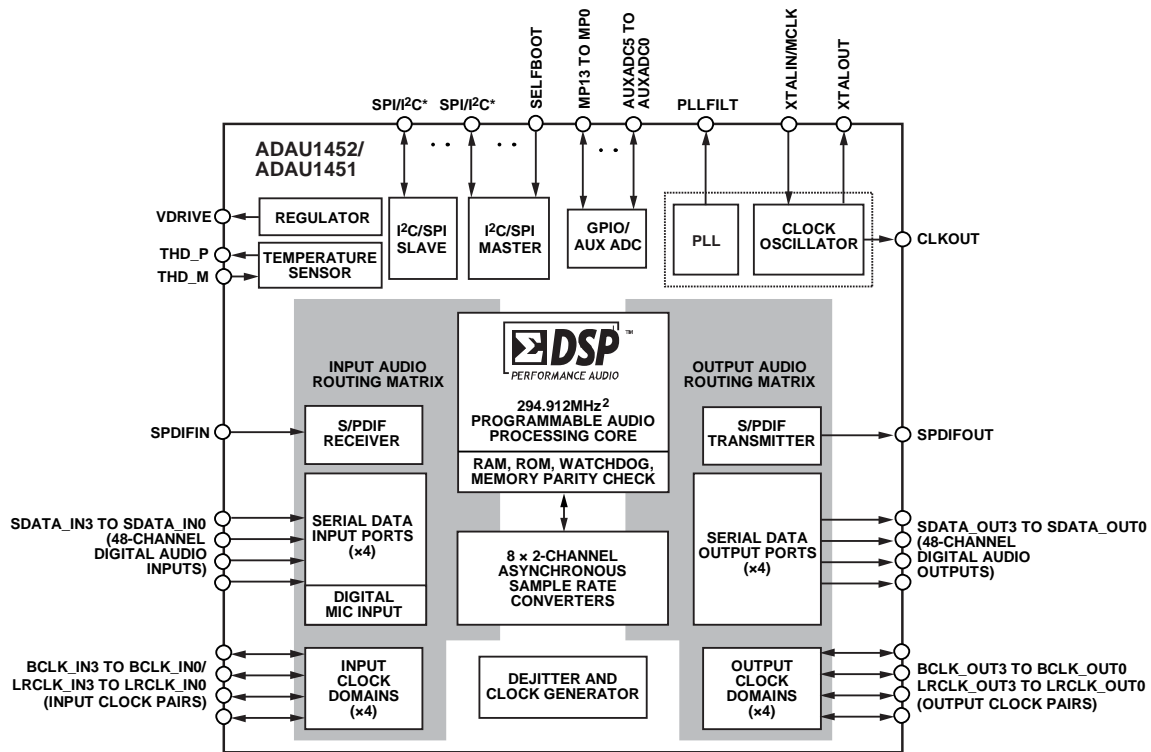 SPI/I²C*
SPI/I²C*
SELFBOOT
MP13 TO MP0
AUXADC5 TO
AUXADC0
PLLFILT
XTALIN/MCLK
XTALOUT
ADAU1452/
ADAU1451
VDRIVE
REGULATOR
THD_P
THD_M
TEMPERATURE
SENSOR
I²C/SPI
SLAVE
I²C/SPI
MASTER
GPIO/
AUX ADC
PLL
CLOCK
OSCILLATOR
CLKOUT
INPUT AUDIO
ROUTING MATRIX
ΣDSP™
PERFORMANCE AUDIO
294.912MHz²
PROGRAMMABLE AUDIO
PROCESSING CORE
RAM, ROM, WATCHDOG,
MEMORY PARITY CHECK
OUTPUT AUDIO
ROUTING MATRIX
SPDIFIN
S/PDIF
RECEIVER
S/PDIF
TRANSMITTER
SPDIFOUT
SDATA_IN3 TO SDATA_IN0
(48-CHANNEL
DIGITAL AUDIO
INPUTS)
SERIAL DATA
INPUT PORTS
(×4)
DIGITAL
MIC INPUT
8 × 2-CHANNEL
ASYNCHRONOUS
SAMPLE RATE
CONVERTERS
SERIAL DATA
OUTPUT PORTS
(×4)
SDATA_OUT3 TO SDATA_OUT0
(48-CHANNEL
DIGITAL AUDIO
OUTPUTS)
BCLK_IN3 TO BCLK_IN0/
LRCLK_IN3 TO LRCLK_IN0
(INPUT CLOCK PAIRS)
INPUT
CLOCK
DOMAINS
(×4)
DEJITTER AND
CLOCK GENERATOR
OUTPUT
CLOCK
DOMAINS
(×4)
BCLK_OUT3 TO BCLK_OUT0
LRCLK_OUT3 TO LRCLK_OUT0
(OUTPUT CLOCK PAIRS)